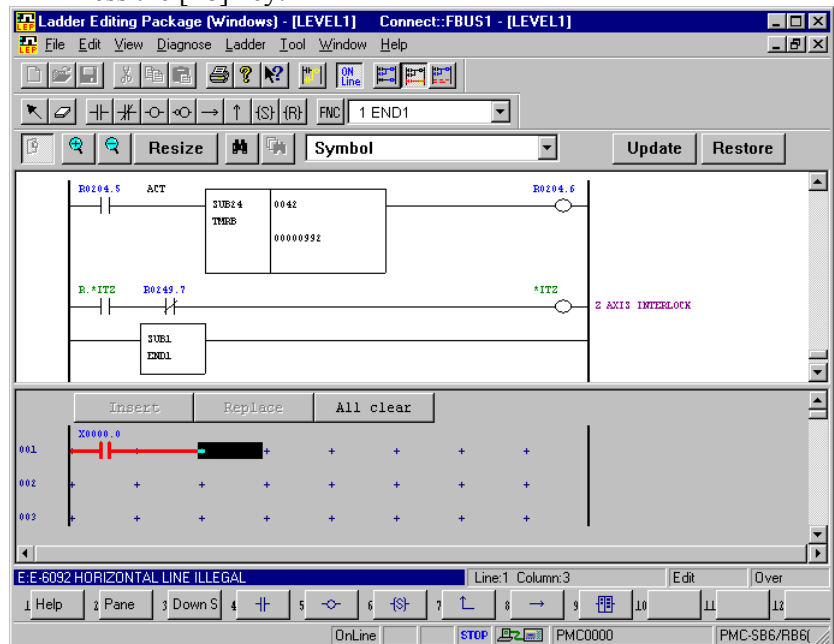 Ladder Editing Package (Windows) - [LEVEL1] Connect::FBUS1 - [LEVEL1]
LEP File Edit View Diagnose Ladder Tool Window Help
ON Line
{S} {R} FNC 1 END1
Resize Symbol Update Restore
R0204.5 ACT R0204.6
SUB24 0042
TMRB
00000992
R.*ITZ R0249.7 *ITZ
Z AXIS INTERLOCK
SUB1
END1
Insert Replace All clear
X0000.0
001
002
003
E:E-6092 HORIZONTAL LINE ILLEGAL Line:1 Column:3 Edit Over
1 Help 2 Pane 3 Down S 4 5 6 {S} 7 8 9 10 11 12
OnLine STOP PMC0000 PMC-SB6/RB6(